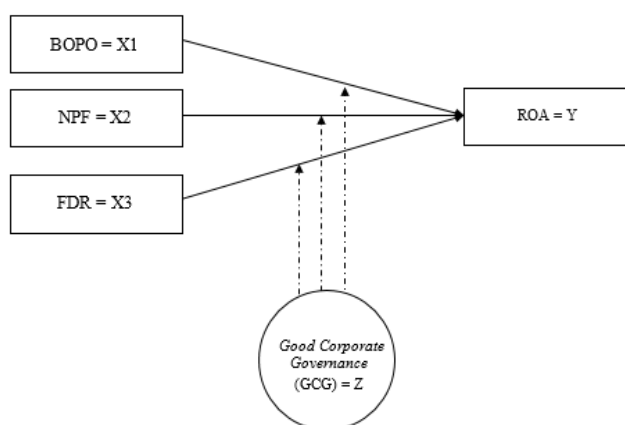 BOPO = X1
NPF = X2
ROA = Y
FDR = X3
Good Corporate
Governance
(GCG) = Z